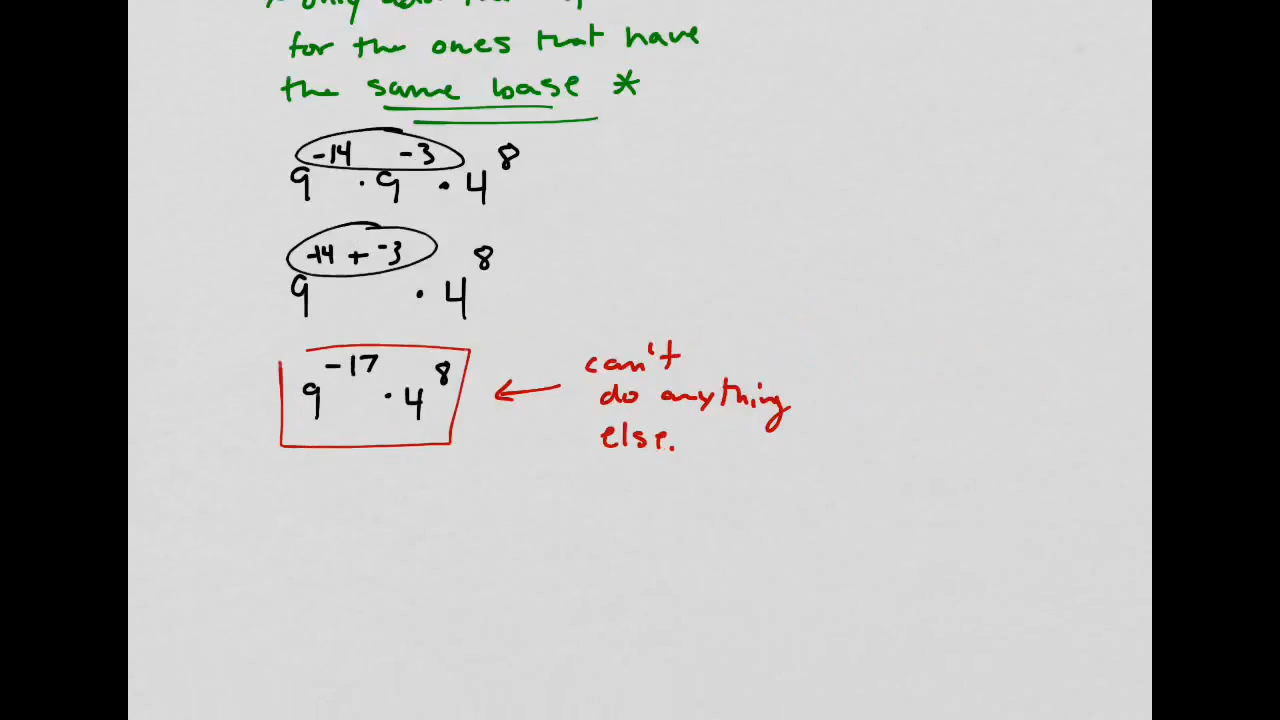 only
for the ones that have
the same base *
9^-14 · 9^-3 · 4^8
9^-14 + -3 · 4^8
9^-17 · 4^8
can't
do anything
else.